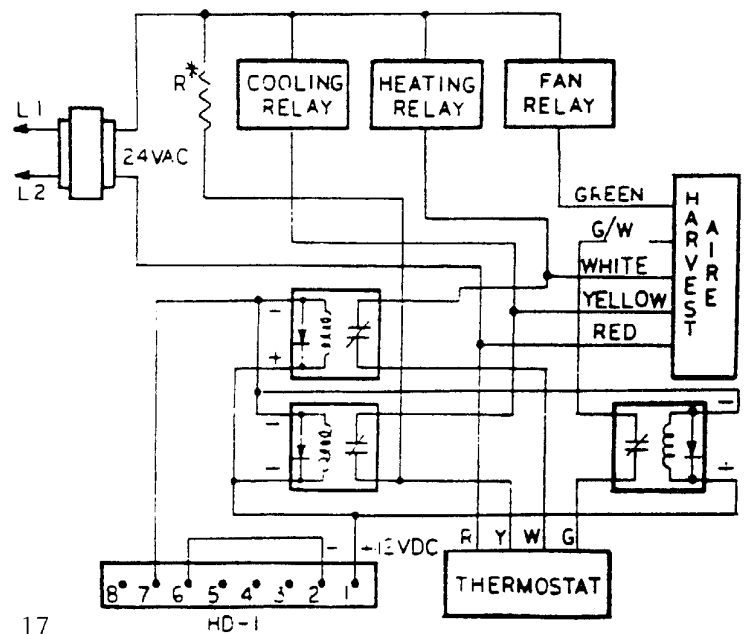 R*
COOLING
RELAY
HEATING
RELAY
FAN
RELAY
L1
24VAC
L2
GREEN
G/W
WHITE
YELLOW
RED
HARVEST
AIRE
-
+
-
-
-
+
R Y W G
- +12VDC
THERMOSTAT
8 7 6 5 4 3 2 1
HD-1
17